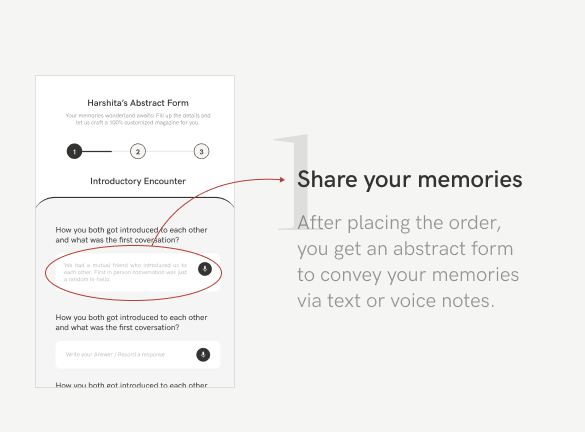 Harshita's Abstract Form
Your memories wonderland awaits: Fill up the details and
let us craft a 100% customized magazine for you.
1
2
3
Introductory Encounter
How you both got introduced to each other
and what was the first coversation?
We had a mutual friend who introduced us to
each other. First in person conversation was just
a random hi-hello.
How you both got introduced to each other
and what was the first coversation?
Write your Answer / Record a response
How you both got introduced to each other
1
Share your memories
After placing the order,
you get an abstract form
to convey your memories
via text or voice notes.